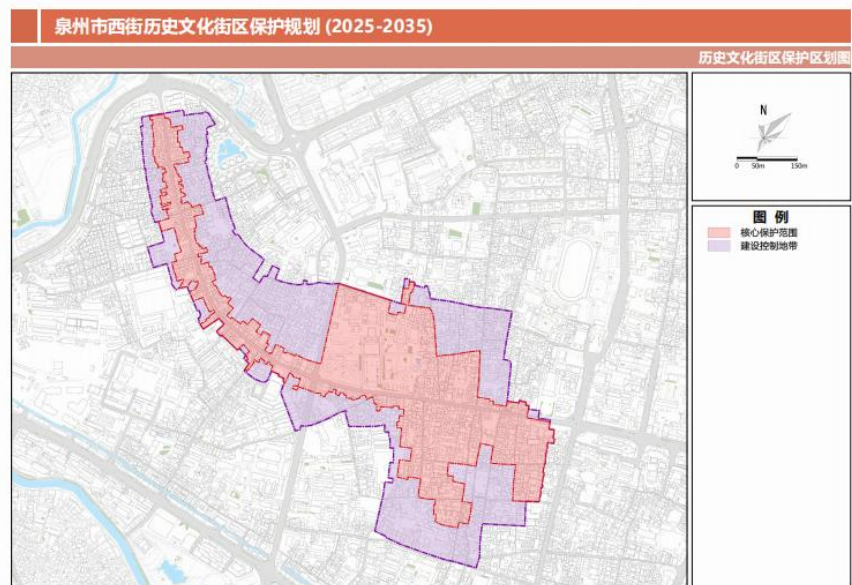 泉州市西街历史文化街区保护规划 (2025-2035)
历史文化街区保护区划图
N
0 50m 150m
图 例
核心保护范围
建设控制地带